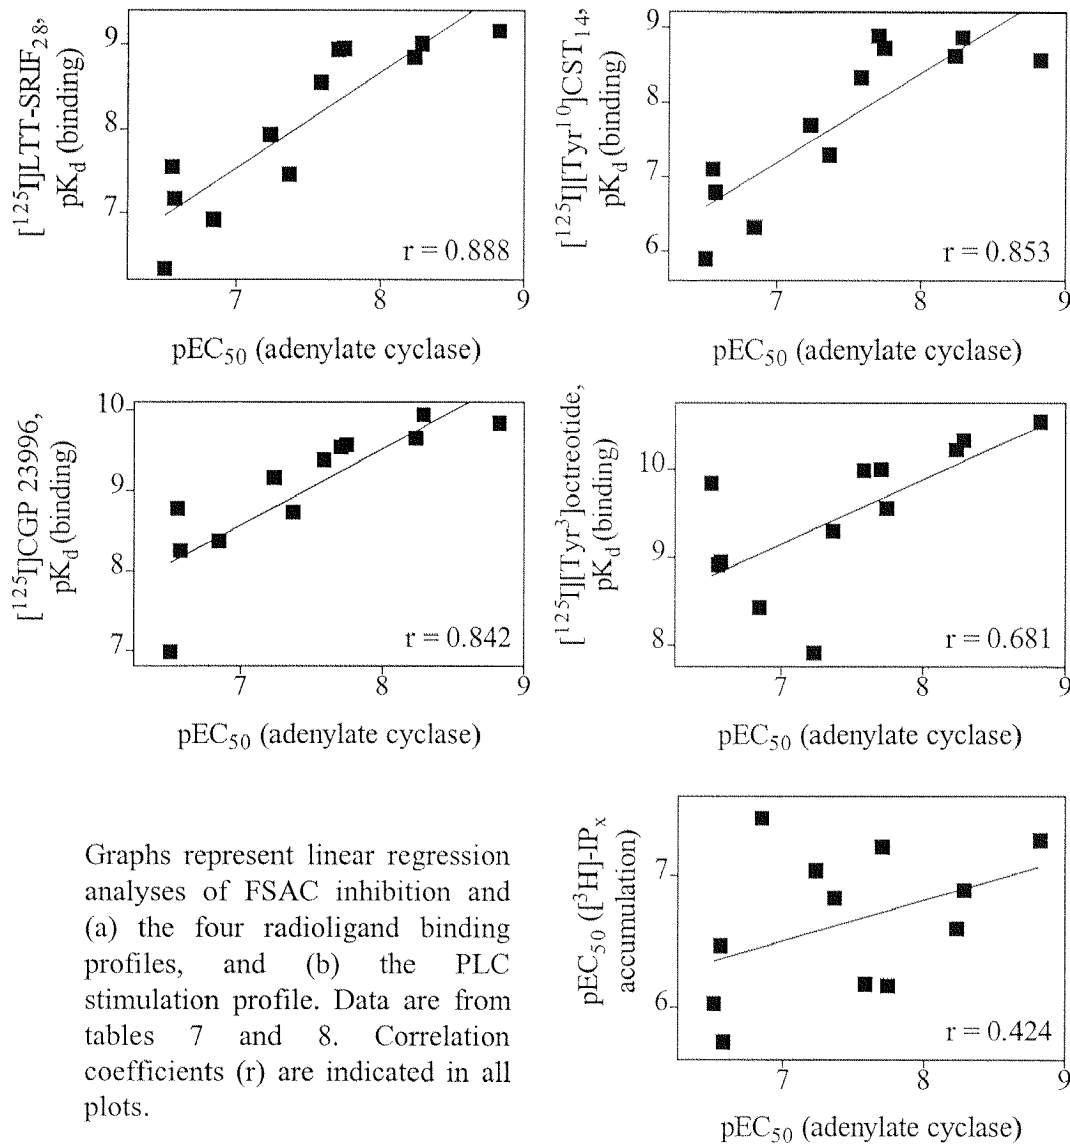 [¹²⁵I]LTT-SRIF₂₈,
pK_d (binding)
9
8
7
r = 0.888
7
8
9
pEC₅₀ (adenylate cyclase)
[¹²⁵I][Tyr¹⁰]CST₁₄,
pK_d (binding)
9
8
7
6
r = 0.853
7
8
9
pEC₅₀ (adenylate cyclase)
[¹²⁵I]CGP 23996,
pK_d (binding)
10
9
8
7
r = 0.842
7
8
9
pEC₅₀ (adenylate cyclase)
[¹²⁵I][Tyr³]octreotide,
pK_d (binding)
10
9
8
r = 0.681
7
8
9
pEC₅₀ (adenylate cyclase)
Graphs represent linear regression
analyses of FSAC inhibition and
(a) the four radioligand binding
profiles, and (b) the PLC
stimulation profile. Data are from
tables 7 and 8. Correlation
coefficients (r) are indicated in all
plots.
pEC₅₀ ([³H]-IPₓ
accumulation)
7
6
r = 0.424
7
8
9
pEC₅₀ (adenylate cyclase)